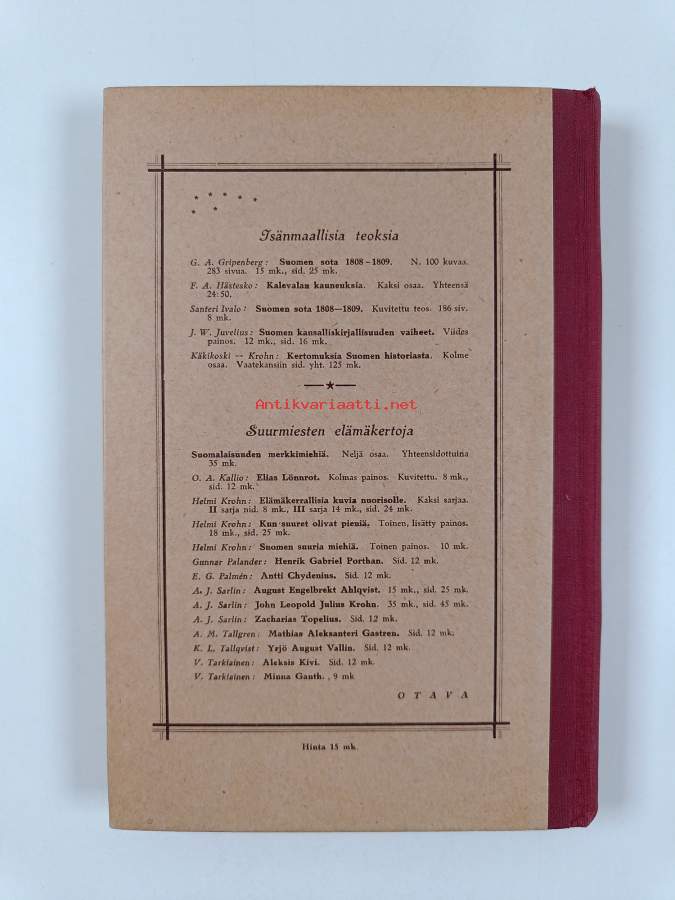 Isänmaallisia teoksia
G. A. Gripenberg: Suomen sota 1808–1809. N. 100 kuvaa.
283 sivua. 15 mk., sid. 25 mk.
F. A. Hästesko: Kalevalan kauneuksia. Kaksi osaa. Yhteensä
24:50.
Santeri Ivalo: Suomen sota 1808—1809. Kuvitettu teos. 186 siv.
8 mk.
J. W. Juvelius: Suomen kansalliskirjallisuuden vaiheet. Viides
painos. 12 mk., sid. 16 mk.
Käkikoski -- Krohn: Kertomuksia Suomen historiasta. Kolme
osaa. Vaatekansiin sid. yht. 125 mk.
Antikvariaatti.net
Suurmiesten elämäkertoja
Suomalaisuuden merkkimiehiä. Neljä osaa. Yhteensidottuina
35 mk.
O. A. Kallio: Elias Lönnrot. Kolmas painos. Kuvitettu. 8 mk.,
sid. 12 mk.
Helmi Krohn: Elämäkerrallisia kuvia nuorisolle. Kaksi sarjaa.
II sarja nid. 8 mk., III sarja 14 mk., sid. 24 mk.
Helmi Krohn: Kun suuret olivat pieniä. Toinen, lisätty painos.
18 mk., sid. 25 mk.
Helmi Krohn: Suomen suuria miehiä. Toinen painos. 10 mk.
Gunnar Palander: Henrik Gabriel Porthan. Sid. 12 mk.
E. G. Palmén: Antti Chydenius. Sid. 12 mk.
A. J. Sarlin: August Engelbrekt Ahlqvist. 15 mk., sid. 25 mk.
A. J. Sarlin: John Leopold Julius Krohn. 35 mk., sid. 45 mk.
A. J. Sarlin: Zacharias Topelius. Sid. 12 mk.
A. M. Tallgren: Mathias Aleksanteri Castren. Sid. 12 mk.
K. L. Tallqvist: Yrjö August Vallin. Sid. 12 mk.
V. Tarkiainen: Aleksis Kivi. Sid. 12 mk.
V. Tarkiainen: Minna Canth. , 9 mk
OTAVA
Hinta 15 mk.